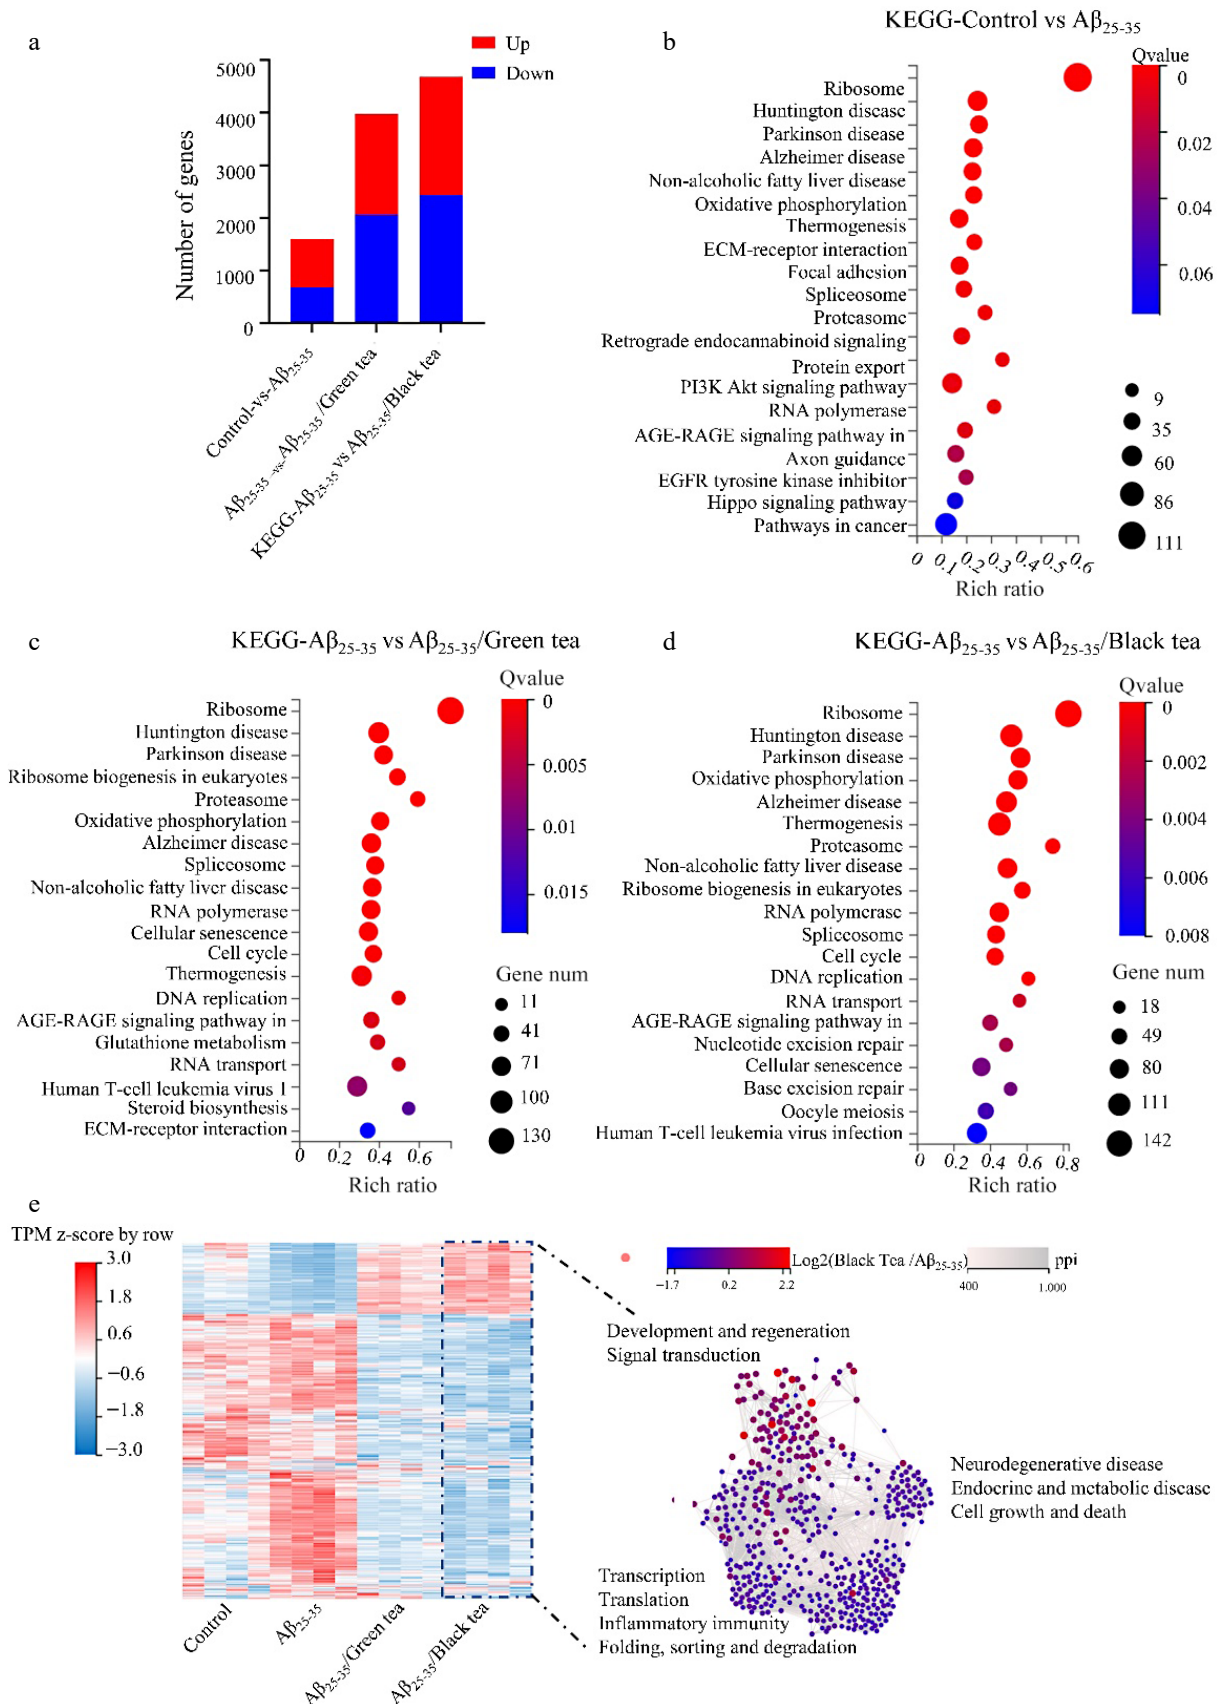 a
Up
Down
5000
4000
3000
2000
1000
0
Number of genes
Control-vs-Aβ25-35
Aβ25-35-vs-Aβ25-35/Green tea
KEGG-Aβ25-35 vs Aβ25-35/Black tea
b
KEGG-Control vs Aβ25-35
Ribosome
Huntington disease
Parkinson disease
Alzheimer disease
Non-alcoholic fatty liver disease
Oxidative phosphorylation
Thermogenesis
ECM-receptor interaction
Focal adhesion
Spliceosome
Proteasome
Retrograde endocannabinoid signaling
Protein export
PI3K Akt signaling pathway
RNA polymerase
AGE-RAGE signaling pathway in
Axon guidance
EGFR tyrosine kinase inhibitor
Hippo signaling pathway
Pathways in cancer
0 0.1 0.2 0.3 0.4 0.5 0.6
Rich ratio
Qvalue
0
0.02
0.04
0.06
9
35
60
86
111
c
KEGG-Aβ25-35 vs Aβ25-35/Green tea
Ribosome
Huntington disease
Parkinson disease
Ribosome biogenesis in eukaryotes
Proteasome
Oxidative phosphorylation
Alzheimer disease
Spliceosome
Non-alcoholic fatty liver disease
RNA polymerase
Cellular senescence
Cell cycle
Thermogenesis
DNA replication
AGE-RAGE signaling pathway in
Glutathione metabolism
RNA transport
Human T-cell leukemia virus 1
Steroid biosynthesis
ECM-receptor interaction
0 0.2 0.4 0.6
Rich ratio
Qvalue
0
0.005
0.01
0.015
Gene num
11
41
71
100
130
d
KEGG-Aβ25-35 vs Aβ25-35/Black tea
Ribosome
Huntington disease
Parkinson disease
Oxidative phosphorylation
Alzheimer disease
Thermogenesis
Proteasome
Non-alcoholic fatty liver disease
Ribosome biogenesis in eukaryotes
RNA polymerase
Spliceosome
Cell cycle
DNA replication
RNA transport
AGE-RAGE signaling pathway in
Nucleotide excision repair
Cellular senescence
Base excision repair
Oocyte meiosis
Human T-cell leukemia virus infection
0 0.2 0.4 0.6 0.8
Rich ratio
Qvalue
0
0.002
0.004
0.006
0.008
Gene num
18
49
80
111
142
e
TPM z-score by row
3.0
1.8
0.6
−0.6
−1.8
−3.0
Control
Aβ25-35
Aβ25-35/Green tea
Aβ25-35/Black tea
Log2(Black Tea /Aβ25-35)
−1.7 0.2 2.2
ppi
400 1,000
Development and regeneration
Signal transduction
Neurodegenerative disease
Endocrine and metabolic disease
Cell growth and death
Transcription
Translation
Inflammatory immunity
Folding, sorting and degradation